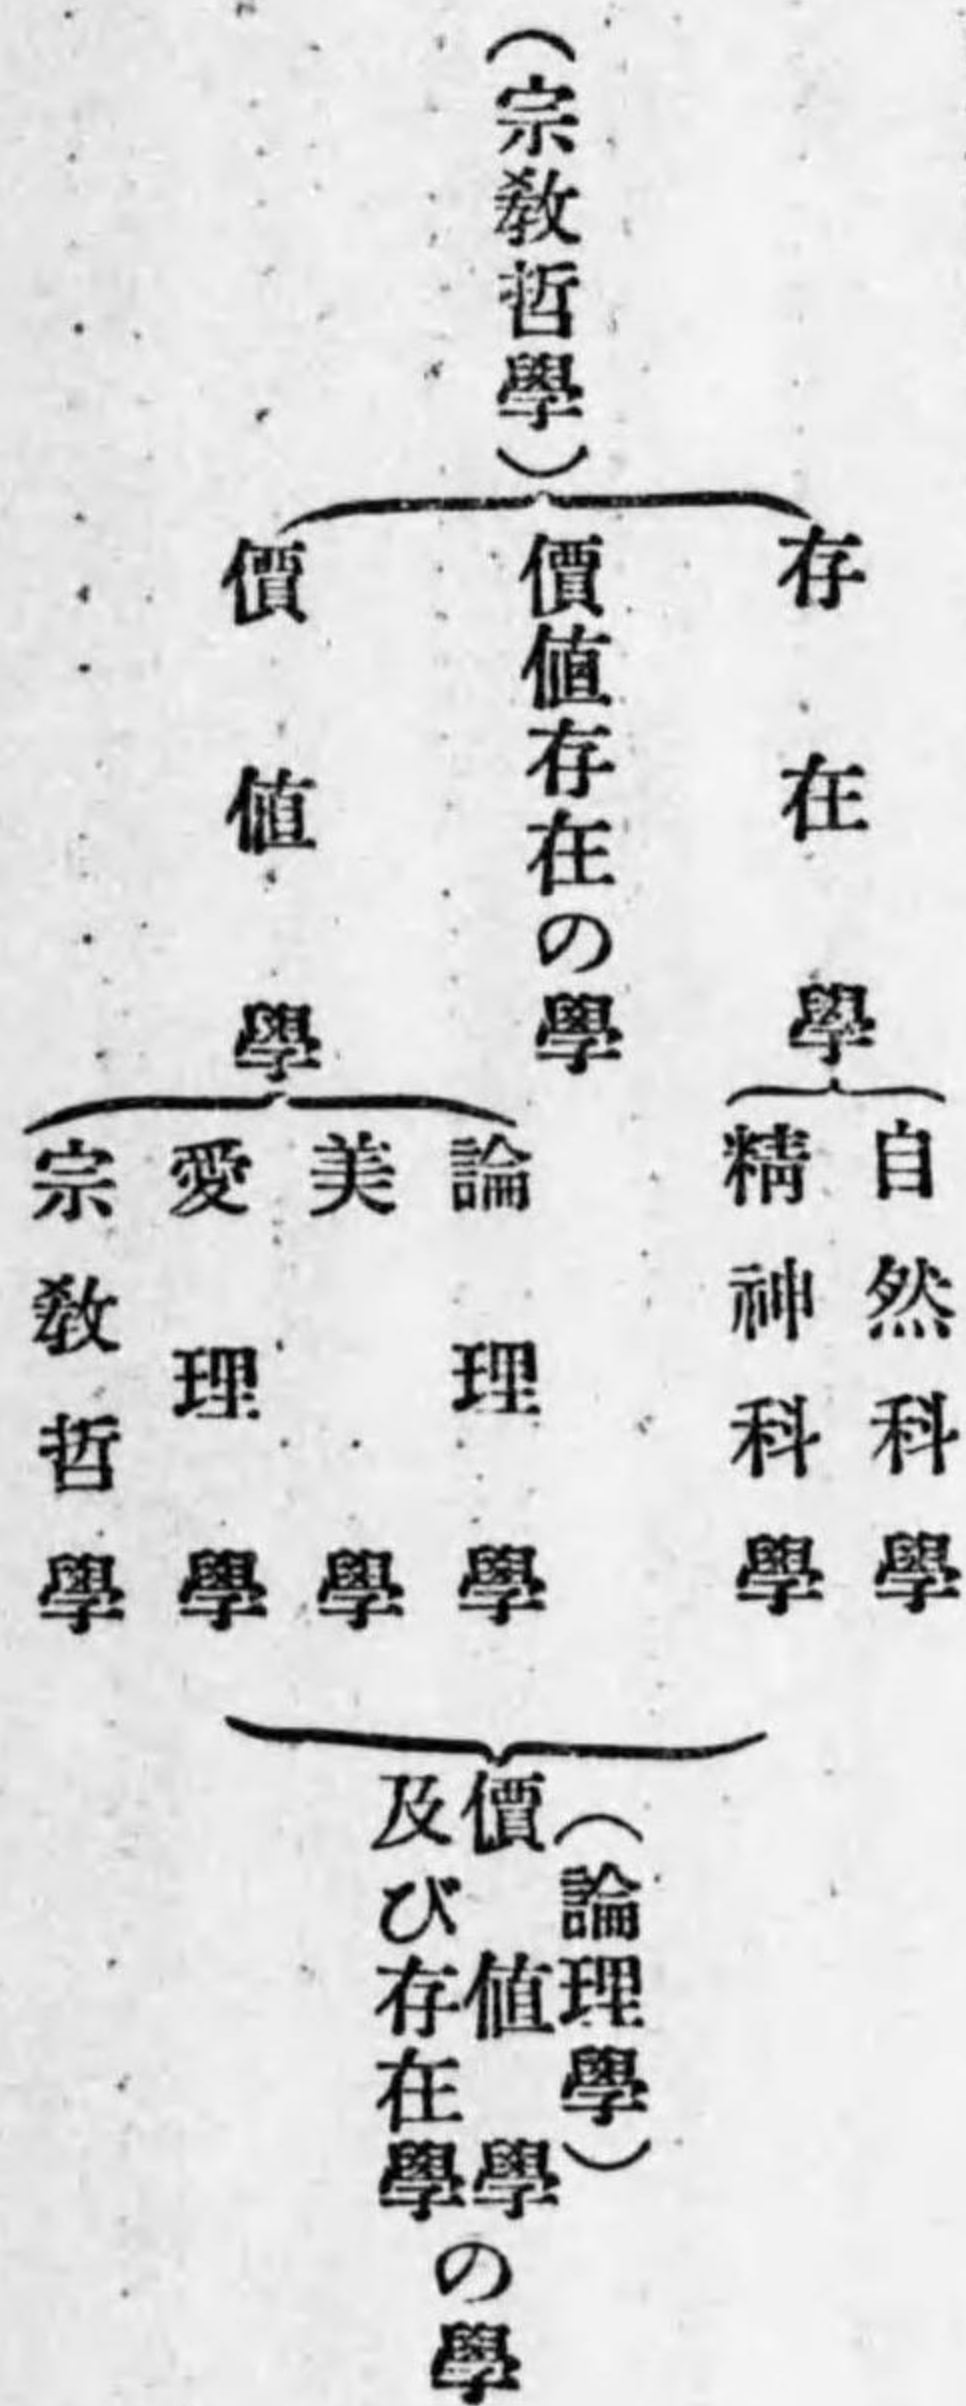 （宗敎哲學）
存在學
自然科學
精神科學
價値存在の學
價値學
論理學
美學
愛理學
宗敎哲學
（論理學）
價値學
及び存在學
の學